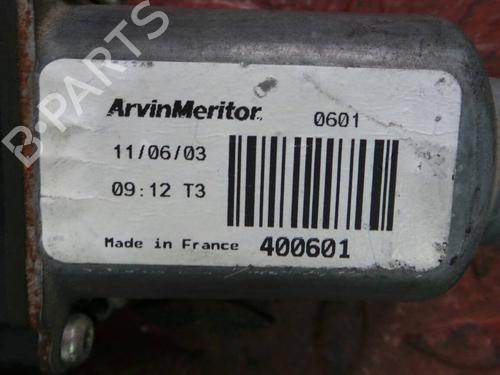 B-PARTS
ArvinMeritor 0601
11/06/03
09:12 T3
Made in France 400601